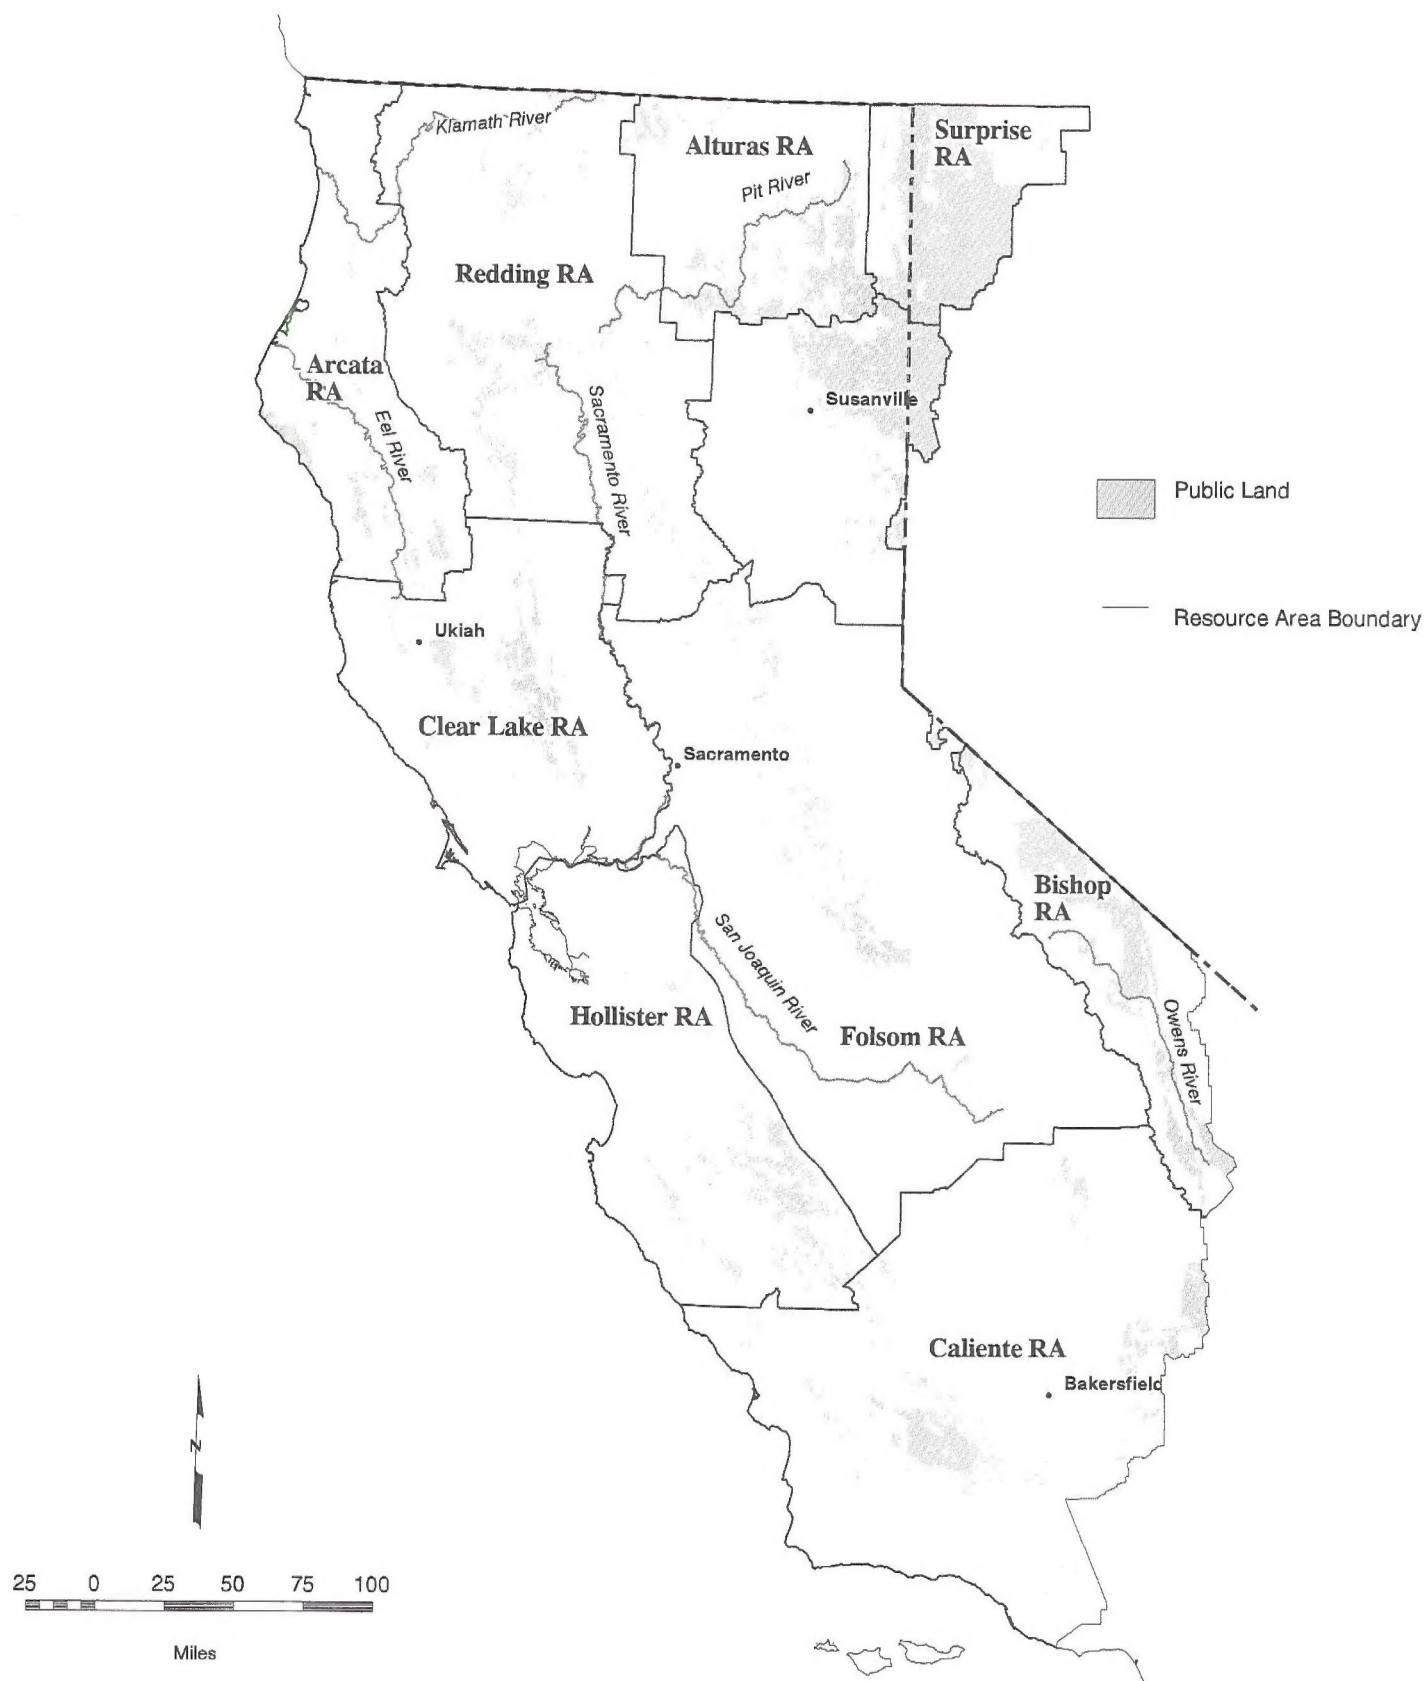 Klamath River
Alturas RA
Surprise
RA
Pit River
Redding RA
Arcata
RA
Eel River
Sacramento River
Susanville
Public Land
Resource Area Boundary
Ukiah
Clear Lake RA
Sacramento
Bishop
RA
San Joaquin River
Owens River
Hollister RA
Folsom RA
Caliente RA
Bakersfield
N
25 0 25 50 75 100
Miles